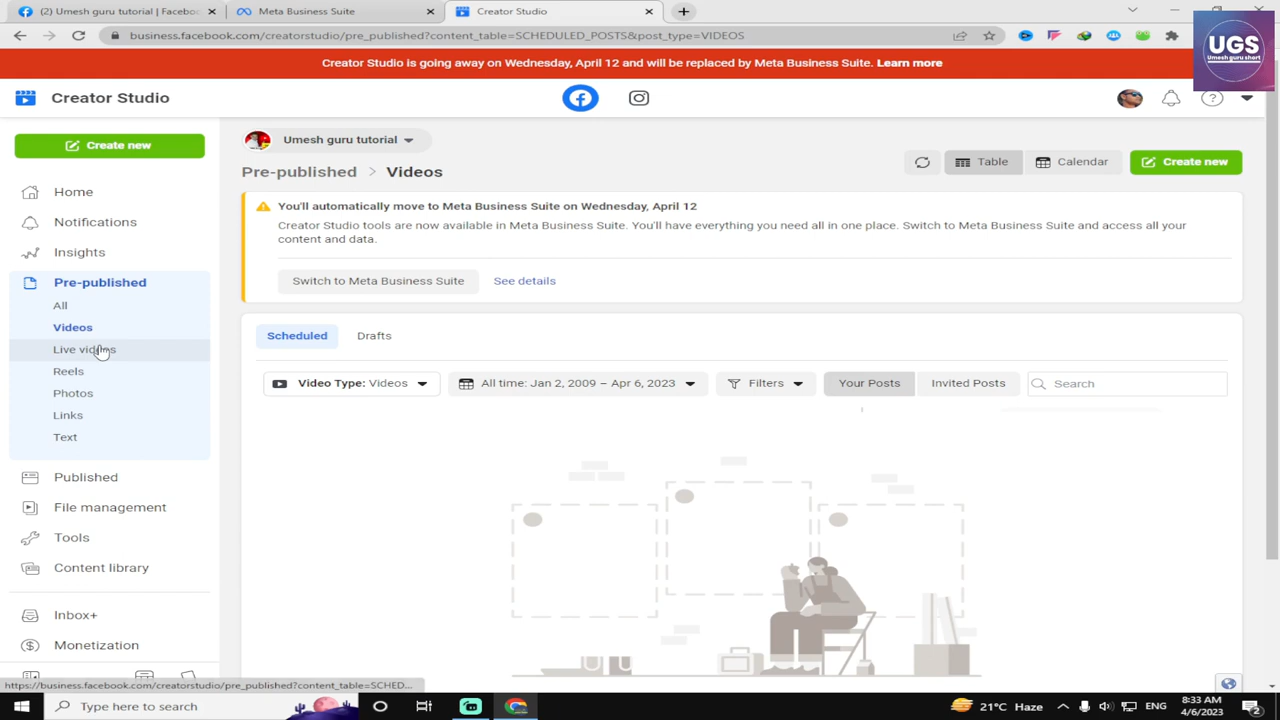 Umesh guru tutorial | Facebo
Meta Business Suite
Creator Studio
business.facebook.com/creatorstudio/pre_published?content_table=SCHEDULED_POSTS&post_type=VIDEOS
UGS
Umesh guru short
Creator Studio is going away on Wednesday, April 12 and will be replaced by Meta Business Suite. Learn more
Creator Studio
Create new
Home
Notifications
Insights
Pre-published
All
Videos
Live videos
Reels
Photos
Links
Text
Published
File management
Tools
Content library
Inbox+
Monetization
Umesh guru tutorial
Pre-published > Videos
Table
Calendar
Create new
You'll automatically move to Meta Business Suite on Wednesday, April 12
Creator Studio tools are now available in Meta Business Suite. You'll have everything you need all in one place. Switch to Meta Business Suite and access all your
content and data.
Switch to Meta Business Suite
See details
Scheduled
Drafts
Video Type: Videos
All time: Jan 2, 2009 – Apr 6, 2023
Filters
Your Posts
Invited Posts
Search
https://business.facebook.com/creatorstudio/pre_published?content_table=SCHED...
Type here to search
21°C Haze
ENG
8:33 AM
4/6/2023
2